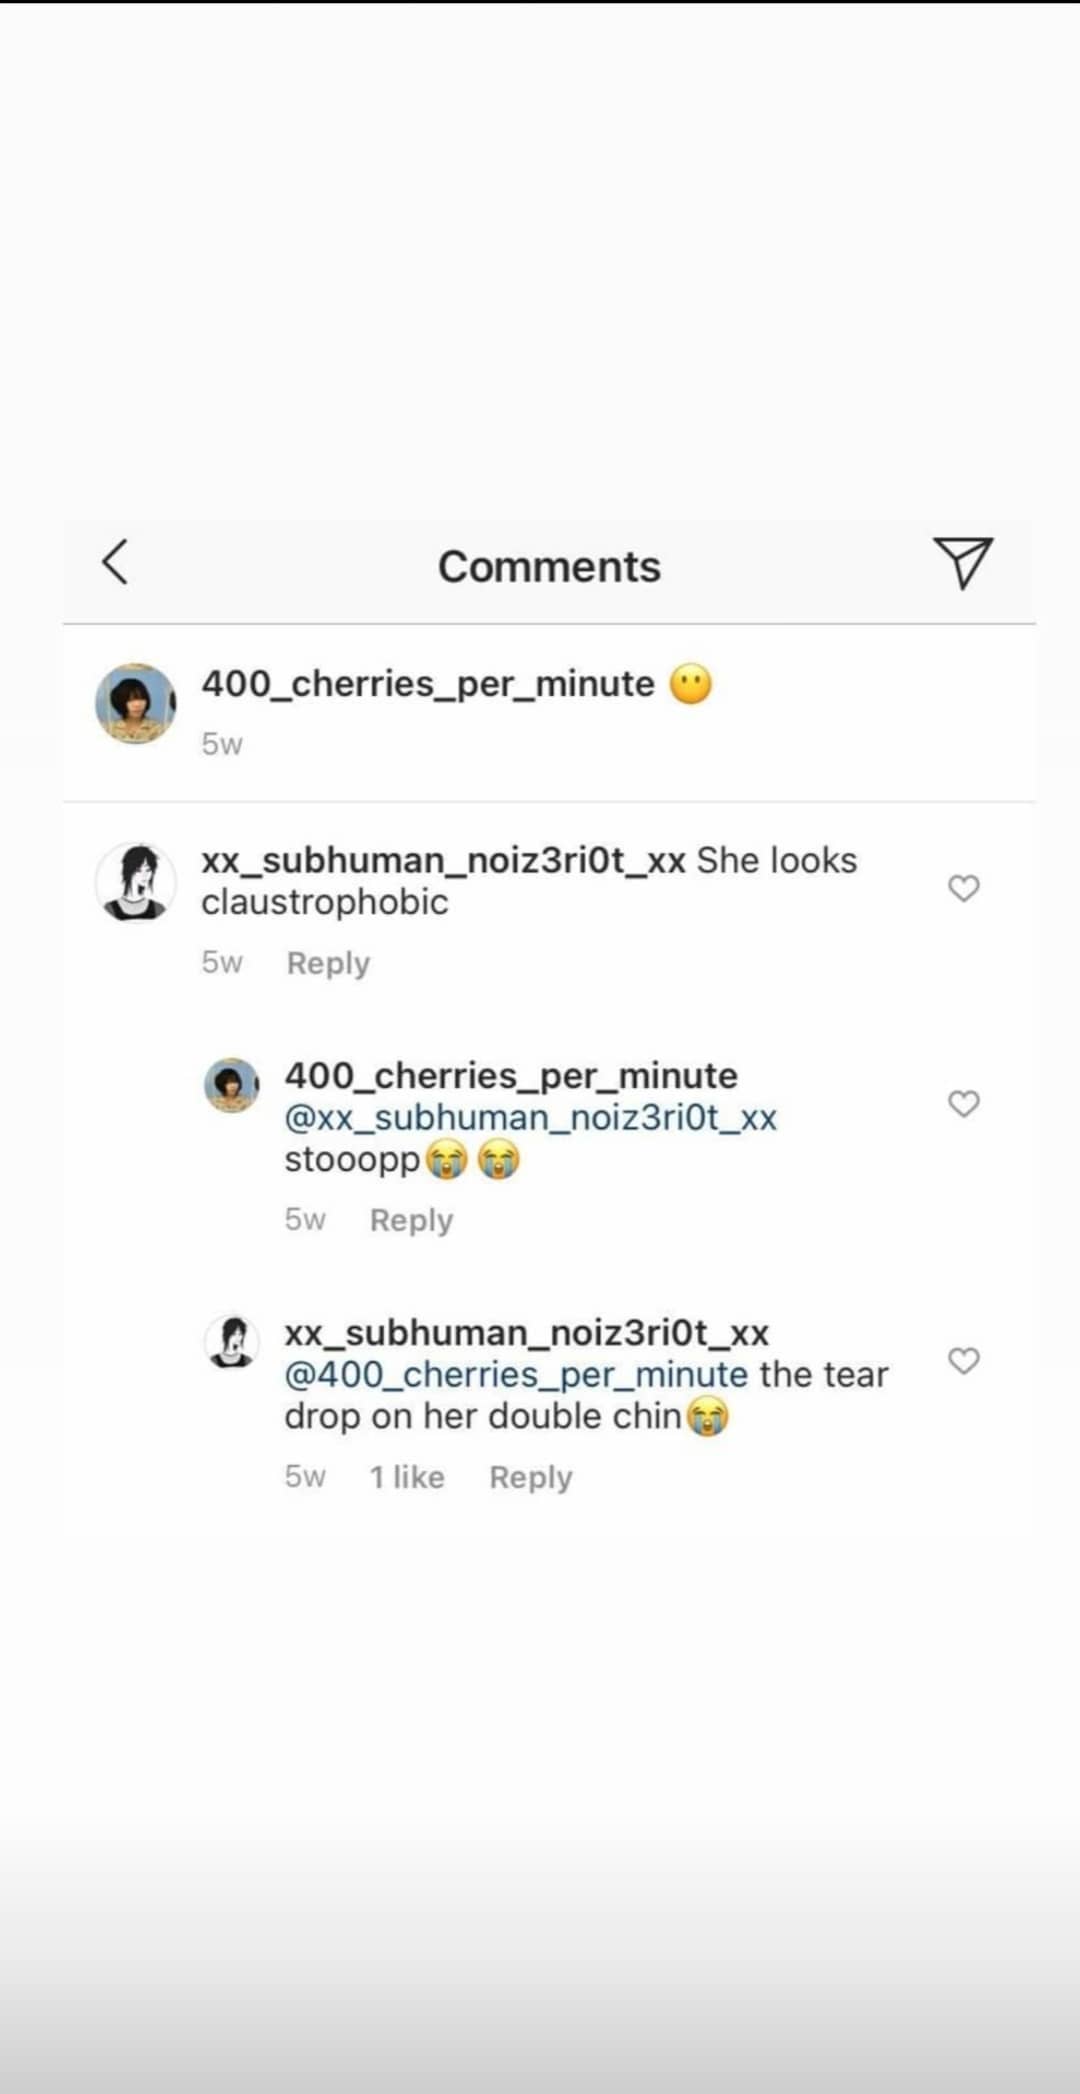 Comments
400_cherries_per_minute 😶
5w
xx_subhuman_noiz3ri0t_xx She looks
claustrophobic
5w Reply
400_cherries_per_minute
@xx_subhuman_noiz3ri0t_xx
stooopp😭😭
5w Reply
xx_subhuman_noiz3ri0t_xx
@400_cherries_per_minute the tear
drop on her double chin😭
5w 1 like Reply